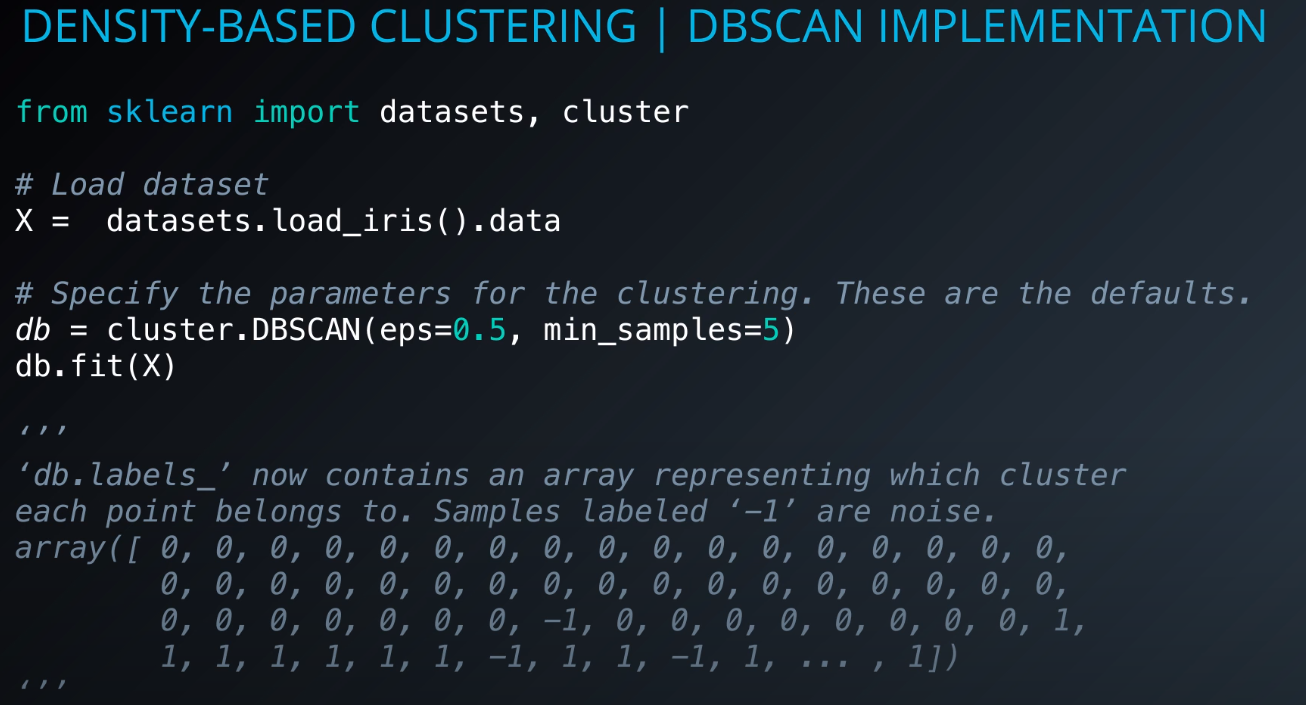 DENSITY-BASED CLUSTERING | DBSCAN IMPLEMENTATION
from sklearn import datasets, cluster
# Load dataset
X =  datasets.load_iris().data
# Specify the parameters for the clustering. These are the defaults.
db = cluster.DBSCAN(eps=0.5, min_samples=5)
db.fit(X)
‘’’
‘db.labels_’ now contains an array representing which cluster
each point belongs to. Samples labeled ‘−1’ are noise.
array([ 0, 0, 0, 0, 0, 0, 0, 0, 0, 0, 0, 0, 0, 0, 0, 0, 0,
        0, 0, 0, 0, 0, 0, 0, 0, 0, 0, 0, 0, 0, 0, 0, 0, 0,
        0, 0, 0, 0, 0, 0, 0, −1, 0, 0, 0, 0, 0, 0, 0, 0, 1,
        1, 1, 1, 1, 1, 1, −1, 1, 1, −1, 1, ... , 1])
‘’’